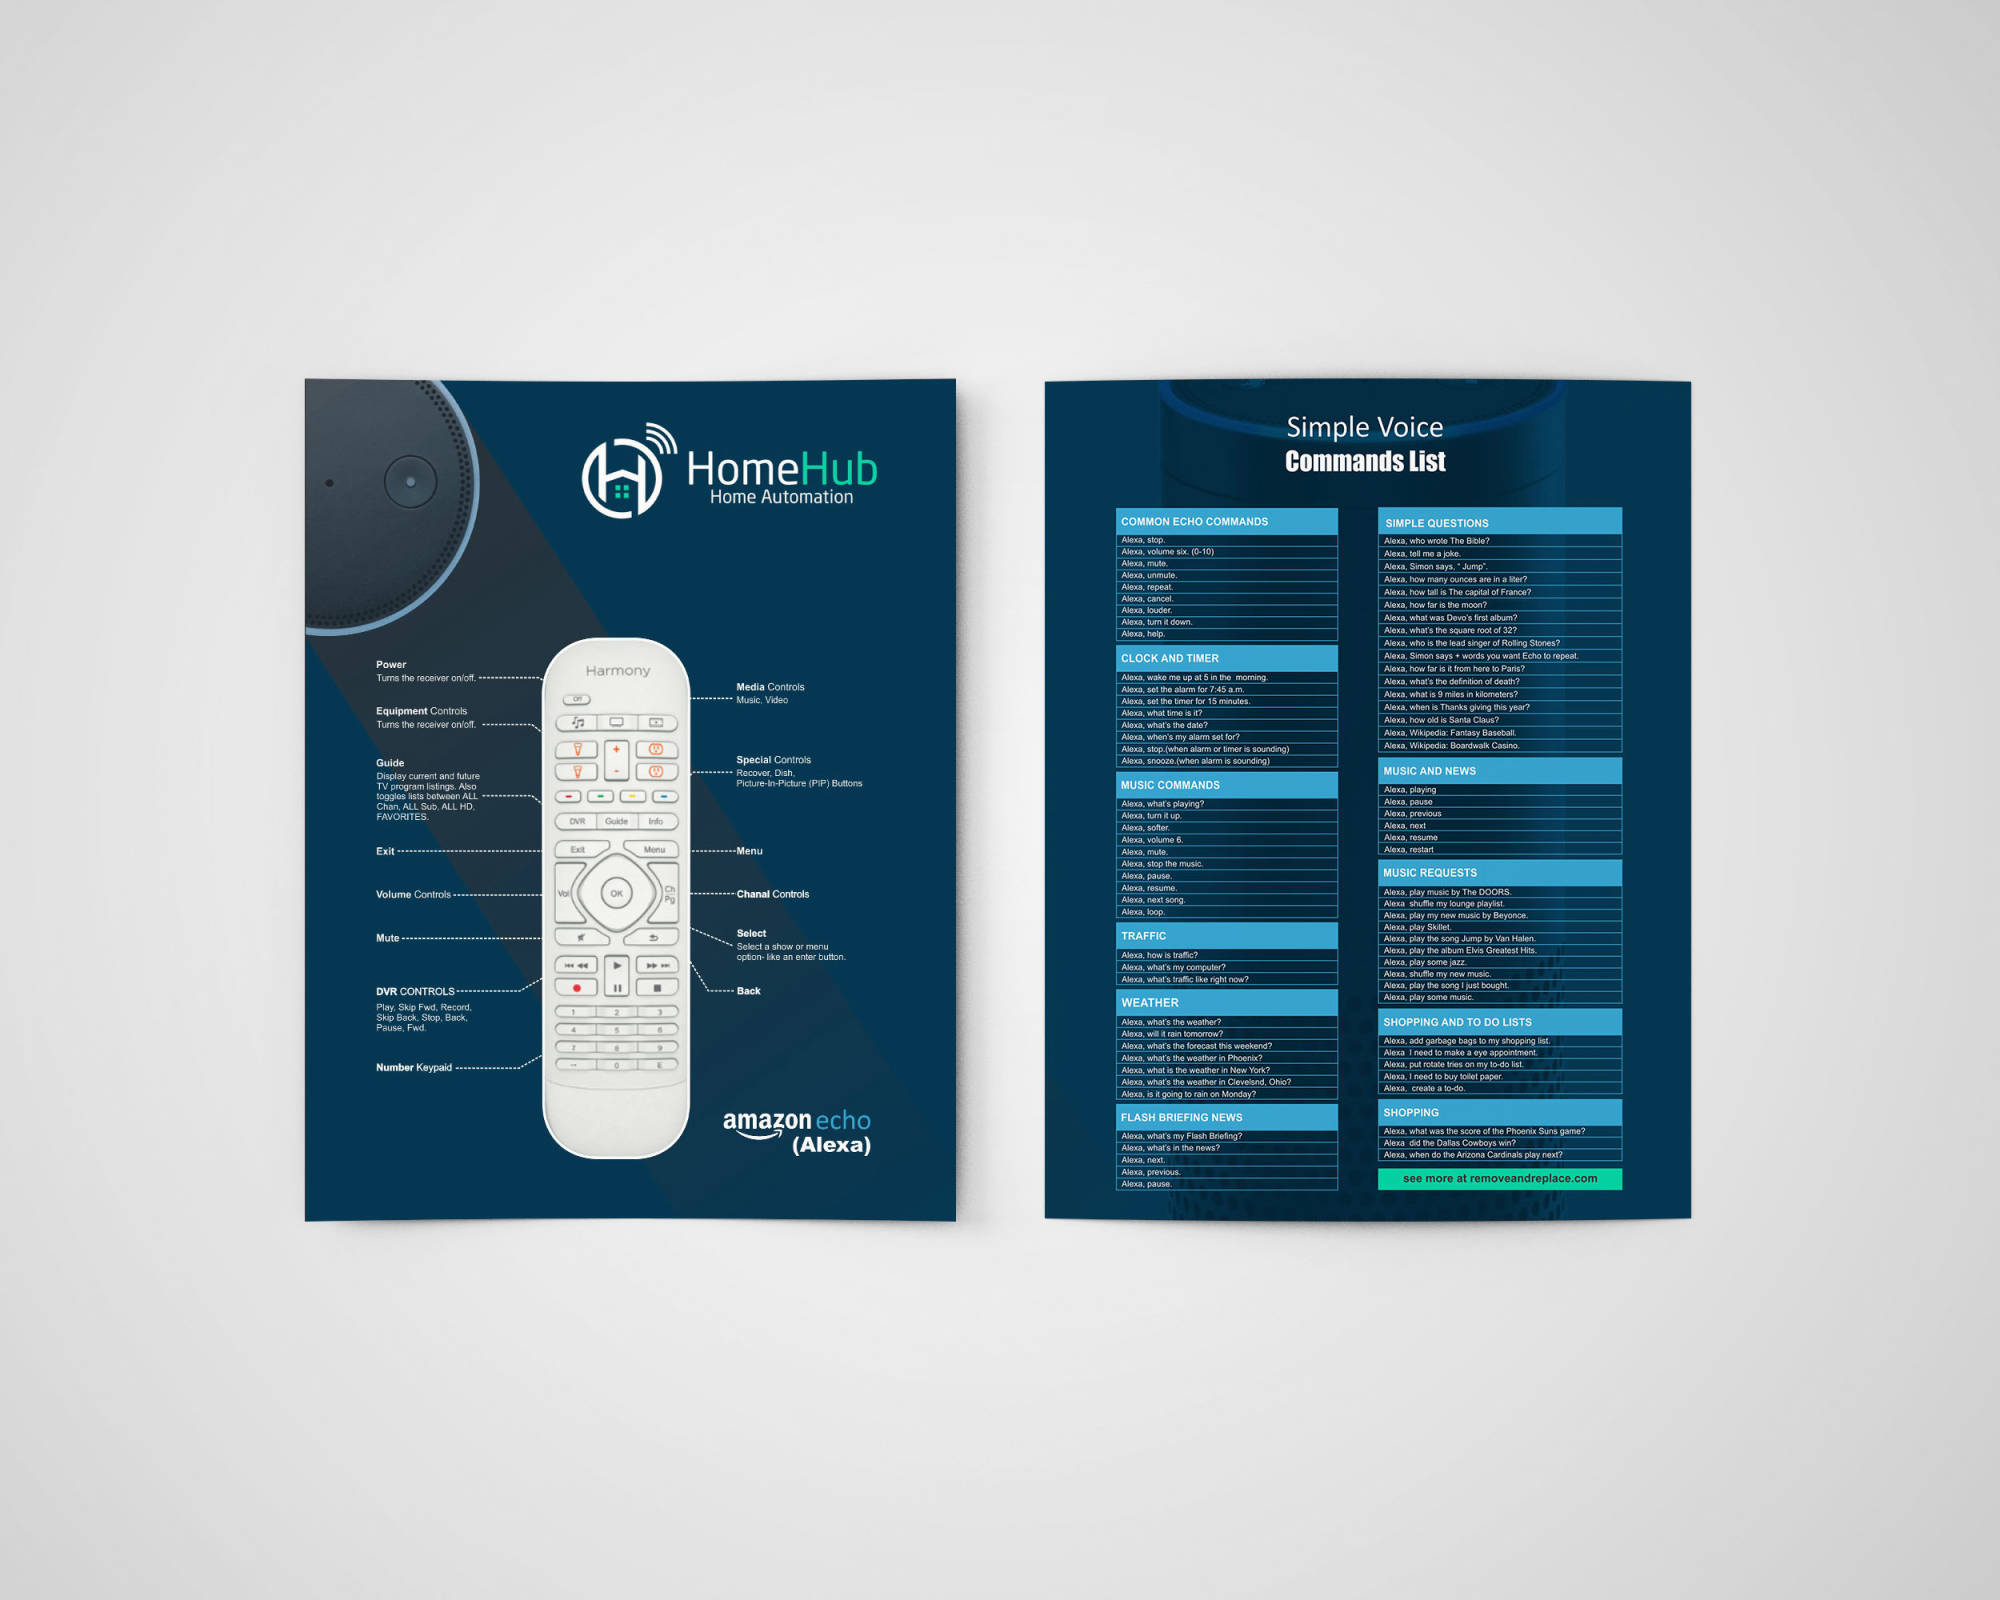 HomeHub
Home Automation
Power
Turns the receiver on/off.
Equipment Controls
Turns the receiver on/off.
Guide
Display current and future
TV program listings. Also
toggles lists between ALL
Chan, ALL Sub, ALL HD,
FAVORITES.
Exit
Volume Controls
Mute
DVR CONTROLS
Play, Skip Fwd, Record,
Skip Back, Stop, Back,
Pause, Fwd.
Number Keypaid
Harmony
Off
DVR Guide Info
Exit Menu
Vol OK Ch
Pg
1 2 3
4 5 6
7 8 9
0 E
Media Controls
Music, Video
Special Controls
Recover, Dish,
Picture-In-Picture (PIP) Buttons
Menu
Chanal Controls
Select
Select a show or menu
option- like an enter button.
Back
amazon echo
(Alexa)
Simple Voice
Commands List
COMMON ECHO COMMANDS
Alexa, stop.
Alexa, volume six. (0-10)
Alexa, mute.
Alexa, unmute.
Alexa, repeat.
Alexa, cancel.
Alexa, louder.
Alexa, turn it down.
Alexa, help.
CLOCK AND TIMER
Alexa, wake me up at 5 in the morning.
Alexa, set the alarm for 7:45 a.m.
Alexa, set the timer for 15 minutes.
Alexa, what time is it?
Alexa, what's the date?
Alexa, when's my alarm set for?
Alexa, stop.(when alarm or timer is sounding)
Alexa, snooze.(when alarm is sounding)
MUSIC COMMANDS
Alexa, what's playing?
Alexa, turn it up.
Alexa, softer.
Alexa, volume 6.
Alexa, mute.
Alexa, stop the music.
Alexa, pause.
Alexa, resume.
Alexa, next song.
Alexa, loop.
TRAFFIC
Alexa, how is traffic?
Alexa, what's my computer?
Alexa, what's traffic like right now?
WEATHER
Alexa, what's the weather?
Alexa, will it rain tomorrow?
Alexa, what's the forecast this weekend?
Alexa, what's the weather in Phoenix?
Alexa, what is the weather in New York?
Alexa, what's the weather in Clevelsnd, Ohio?
Alexa, is it going to rain on Monday?
FLASH BRIEFING NEWS
Alexa, what's my Flash Briefing?
Alexa, what's in the news?
Alexa, next.
Alexa, previous.
Alexa, pause.
SIMPLE QUESTIONS
Alexa, who wrote The Bible?
Alexa, tell me a joke.
Alexa, Simon says, " Jump".
Alexa, how many ounces are in a liter?
Alexa, how tall is The capital of France?
Alexa, how far is the moon?
Alexa, what was Devo's first album?
Alexa, what's the square root of 32?
Alexa, who is the lead singer of Rolling Stones?
Alexa, Simon says + words you want Echo to repeat.
Alexa, how far is it from here to Paris?
Alexa, what's the definition of death?
Alexa, what is 9 miles in kilometers?
Alexa, when is Thanks giving this year?
Alexa, how old is Santa Claus?
Alexa, Wikipedia: Fantasy Baseball.
Alexa, Wikipedia: Boardwalk Casino.
MUSIC AND NEWS
Alexa, playing
Alexa, pause
Alexa, previous
Alexa, next
Alexa, resume
Alexa, restart
MUSIC REQUESTS
Alexa, play music by The DOORS.
Alexa shuffle my lounge playlist.
Alexa, play my new music by Beyonce.
Alexa, play Skillet.
Alexa, play the song Jump by Van Halen.
Alexa, play the album Elvis Greatest Hits.
Alexa, play some jazz.
Alexa, shuffle my new music.
Alexa, play the song I just bought.
Alexa, play some music.
SHOPPING AND TO DO LISTS
Alexa, add garbage bags to my shopping list.
Alexa I need to make a eye appointment.
Alexa, put rotate tries on my to-do list.
Alexa, I need to buy toilet paper.
Alexa, create a to-do.
SHOPPING
Alexa, what was the score of the Phoenix Suns game?
Alexa did the Dallas Cowboys win?
Alexa, when do the Arizona Cardinals play next?
see more at removeandreplace.com